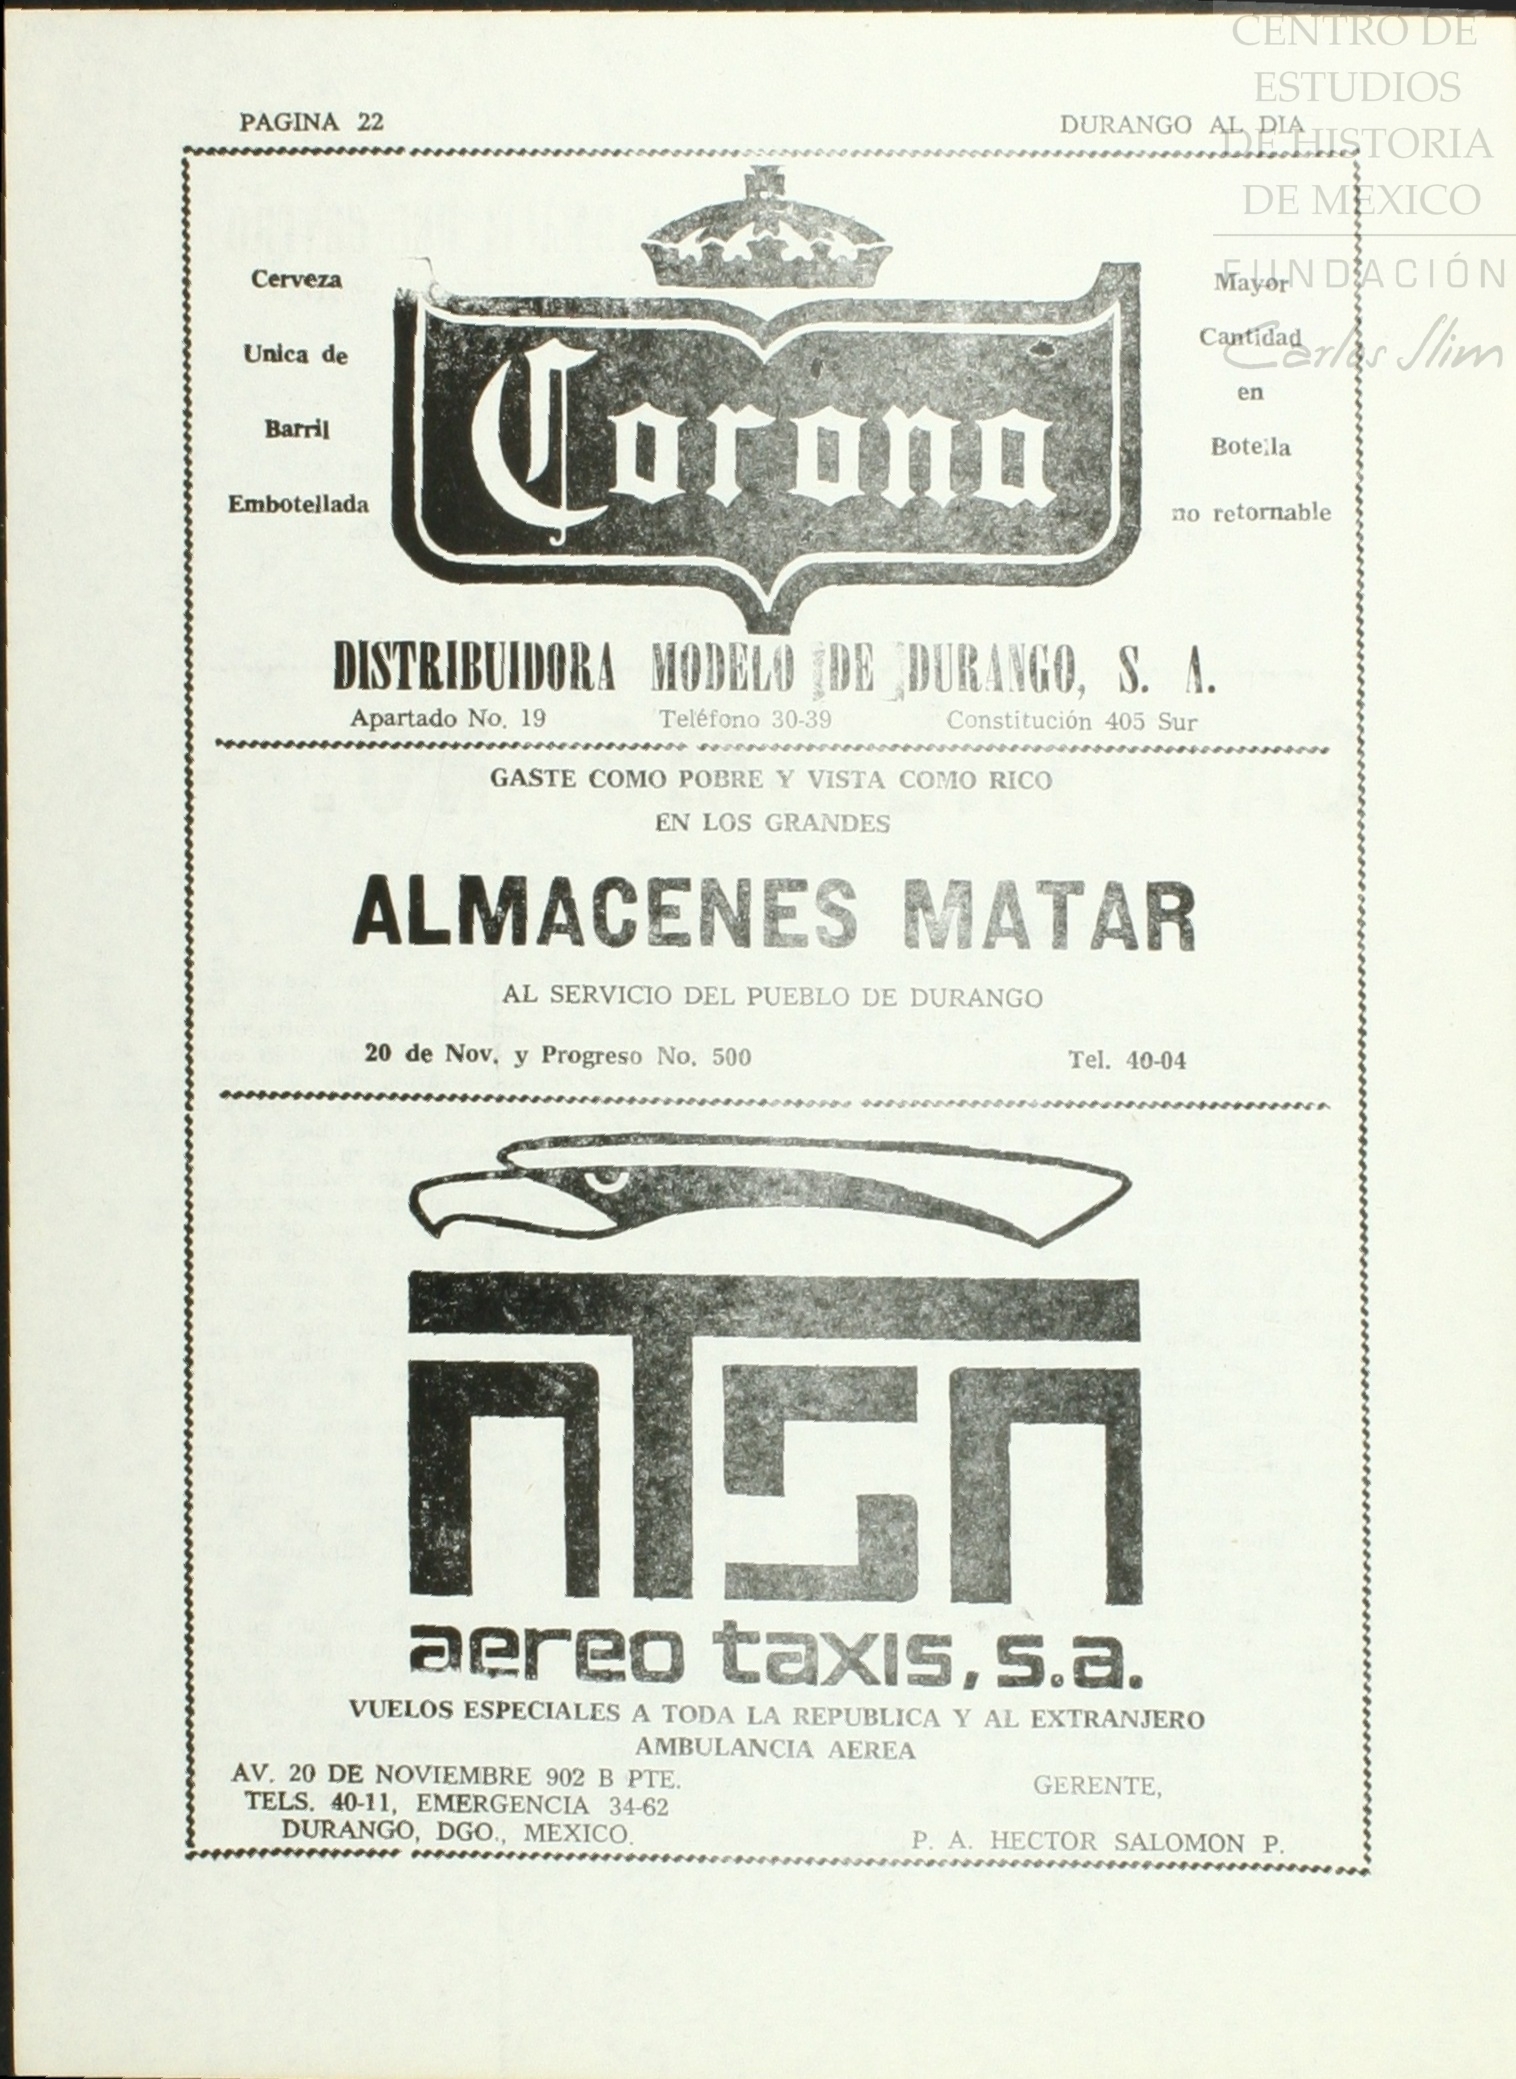 CENTRO DE
ESTUDIOS
DE HISTORIA
DE MEXICO
FUNDACIÓN
Carlos Slim
PAGINA 22
DURANGO AL DIA
Cerveza
Unica de
Barril
Embotellada
Corona
Mayor
Cantidad
en
Botella
no retornable
DISTRIBUIDORA MODELO DE DURANGO, S. A.
Apartado No. 19 Teléfono 30-39 Constitución 405 Sur
GASTE COMO POBRE Y VISTA COMO RICO
EN LOS GRANDES
ALMACENES MATAR
AL SERVICIO DEL PUEBLO DE DURANGO
20 de Nov. y Progreso No. 500 Tel. 40-04
ATSA
aereo taxis, s.a.
VUELOS ESPECIALES A TODA LA REPUBLICA Y AL EXTRANJERO
AMBULANCIA AEREA
AV. 20 DE NOVIEMBRE 902 B PTE.
TELS. 40-11, EMERGENCIA 34-62
DURANGO, DGO., MEXICO.
GERENTE,
P. A. HECTOR SALOMON P.